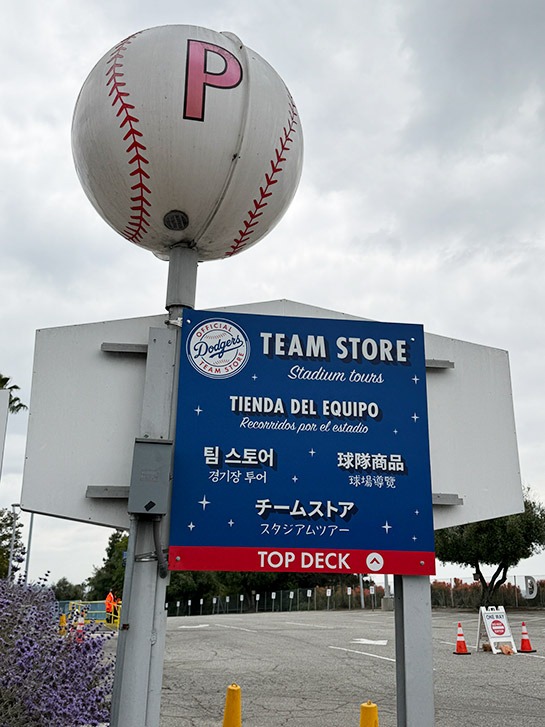 P
OFFICIAL
Dodgers
TEAM STORE
TEAM STORE
Stadium tours
TIENDA DEL EQUIPO
Recorridos por el estadio
팀 스토어
경기장 투어
球隊商品
球場導覽
チームストア
スタジアムツアー
TOP DECK
ONE WAY
D